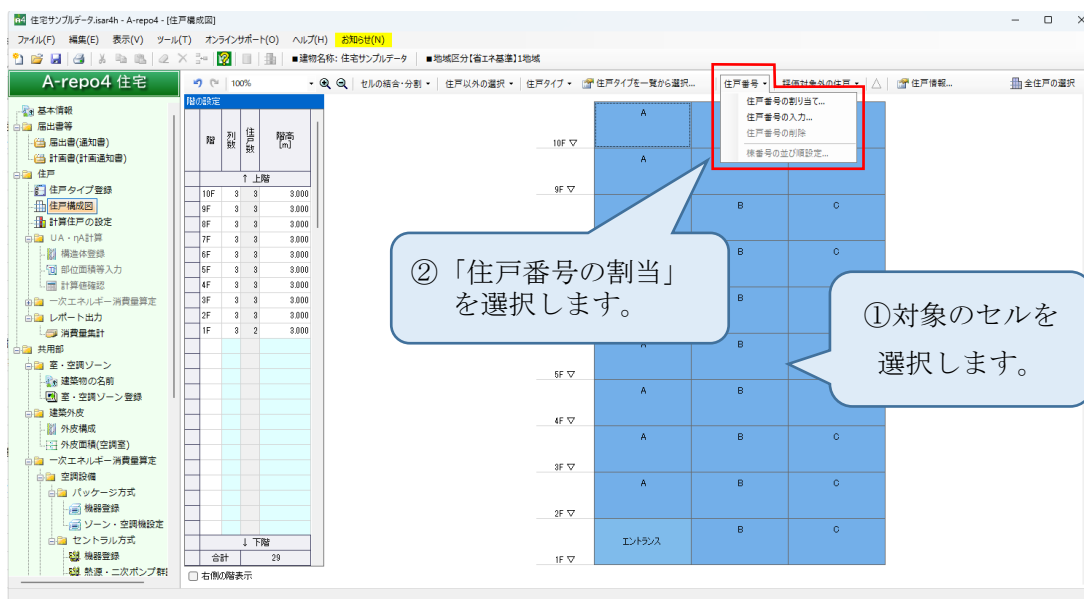 住宅サンプルデータ.isar4h - A-repo4 - [住戸構成図]
ファイル(F) 編集(E) 表示(V) ツール(T) オンラインサポート(O) ヘルプ(H) お知らせ(N)
■建物名称: 住宅サンプルデータ ■地域区分【省エネ基準】1地域
A-repo4 住宅
100% セルの結合・分割 住戸以外の選択 住戸タイプ 住戸タイプを一覧から選択... 住戸番号 評価対象外の住戸 住戸情報... 全住戸の選択
住戸番号の割り当て...
住戸番号の入力...
住戸番号の削除
棟番号の並び順設定...
基本情報
届出書等
届出書(通知書)
計画書(計画通知書)
住戸
住戸タイプ登録
住戸構成図
計算住戸の設定
UA・ηA計算
構造体登録
部位面積等入力
計算値確認
一次エネルギー消費量算定
レポート出力
消費量集計
共用部
室・空調ゾーン
建築物の名前
室・空調ゾーン登録
建築外皮
外皮構成
外皮面積(空調室)
一次エネルギー消費量算定
空調設備
パッケージ方式
機器登録
ゾーン・空調機設定
セントラル方式
機器登録
熱源・二次ポンプ群
階の設定
階 列数 住戸数 階高[m]
↑ 上階
10F 3 3 3.000
9F 3 3 3.000
8F 3 3 3.000
7F 3 3 3.000
6F 3 3 3.000
5F 3 3 3.000
4F 3 3 3.000
3F 3 3 3.000
2F 3 3 3.000
1F 3 2 3.000
↓ 下階
合計 29
右側の階表示
A
10F ▽
A
9F ▽
B C
B C
②「住戸番号の割当」
を選択します。
B
①対象のセルを
選択します。
A B
5F ▽
A B
4F ▽
A B C
3F ▽
A B C
2F ▽
エントランス B C
1F ▽